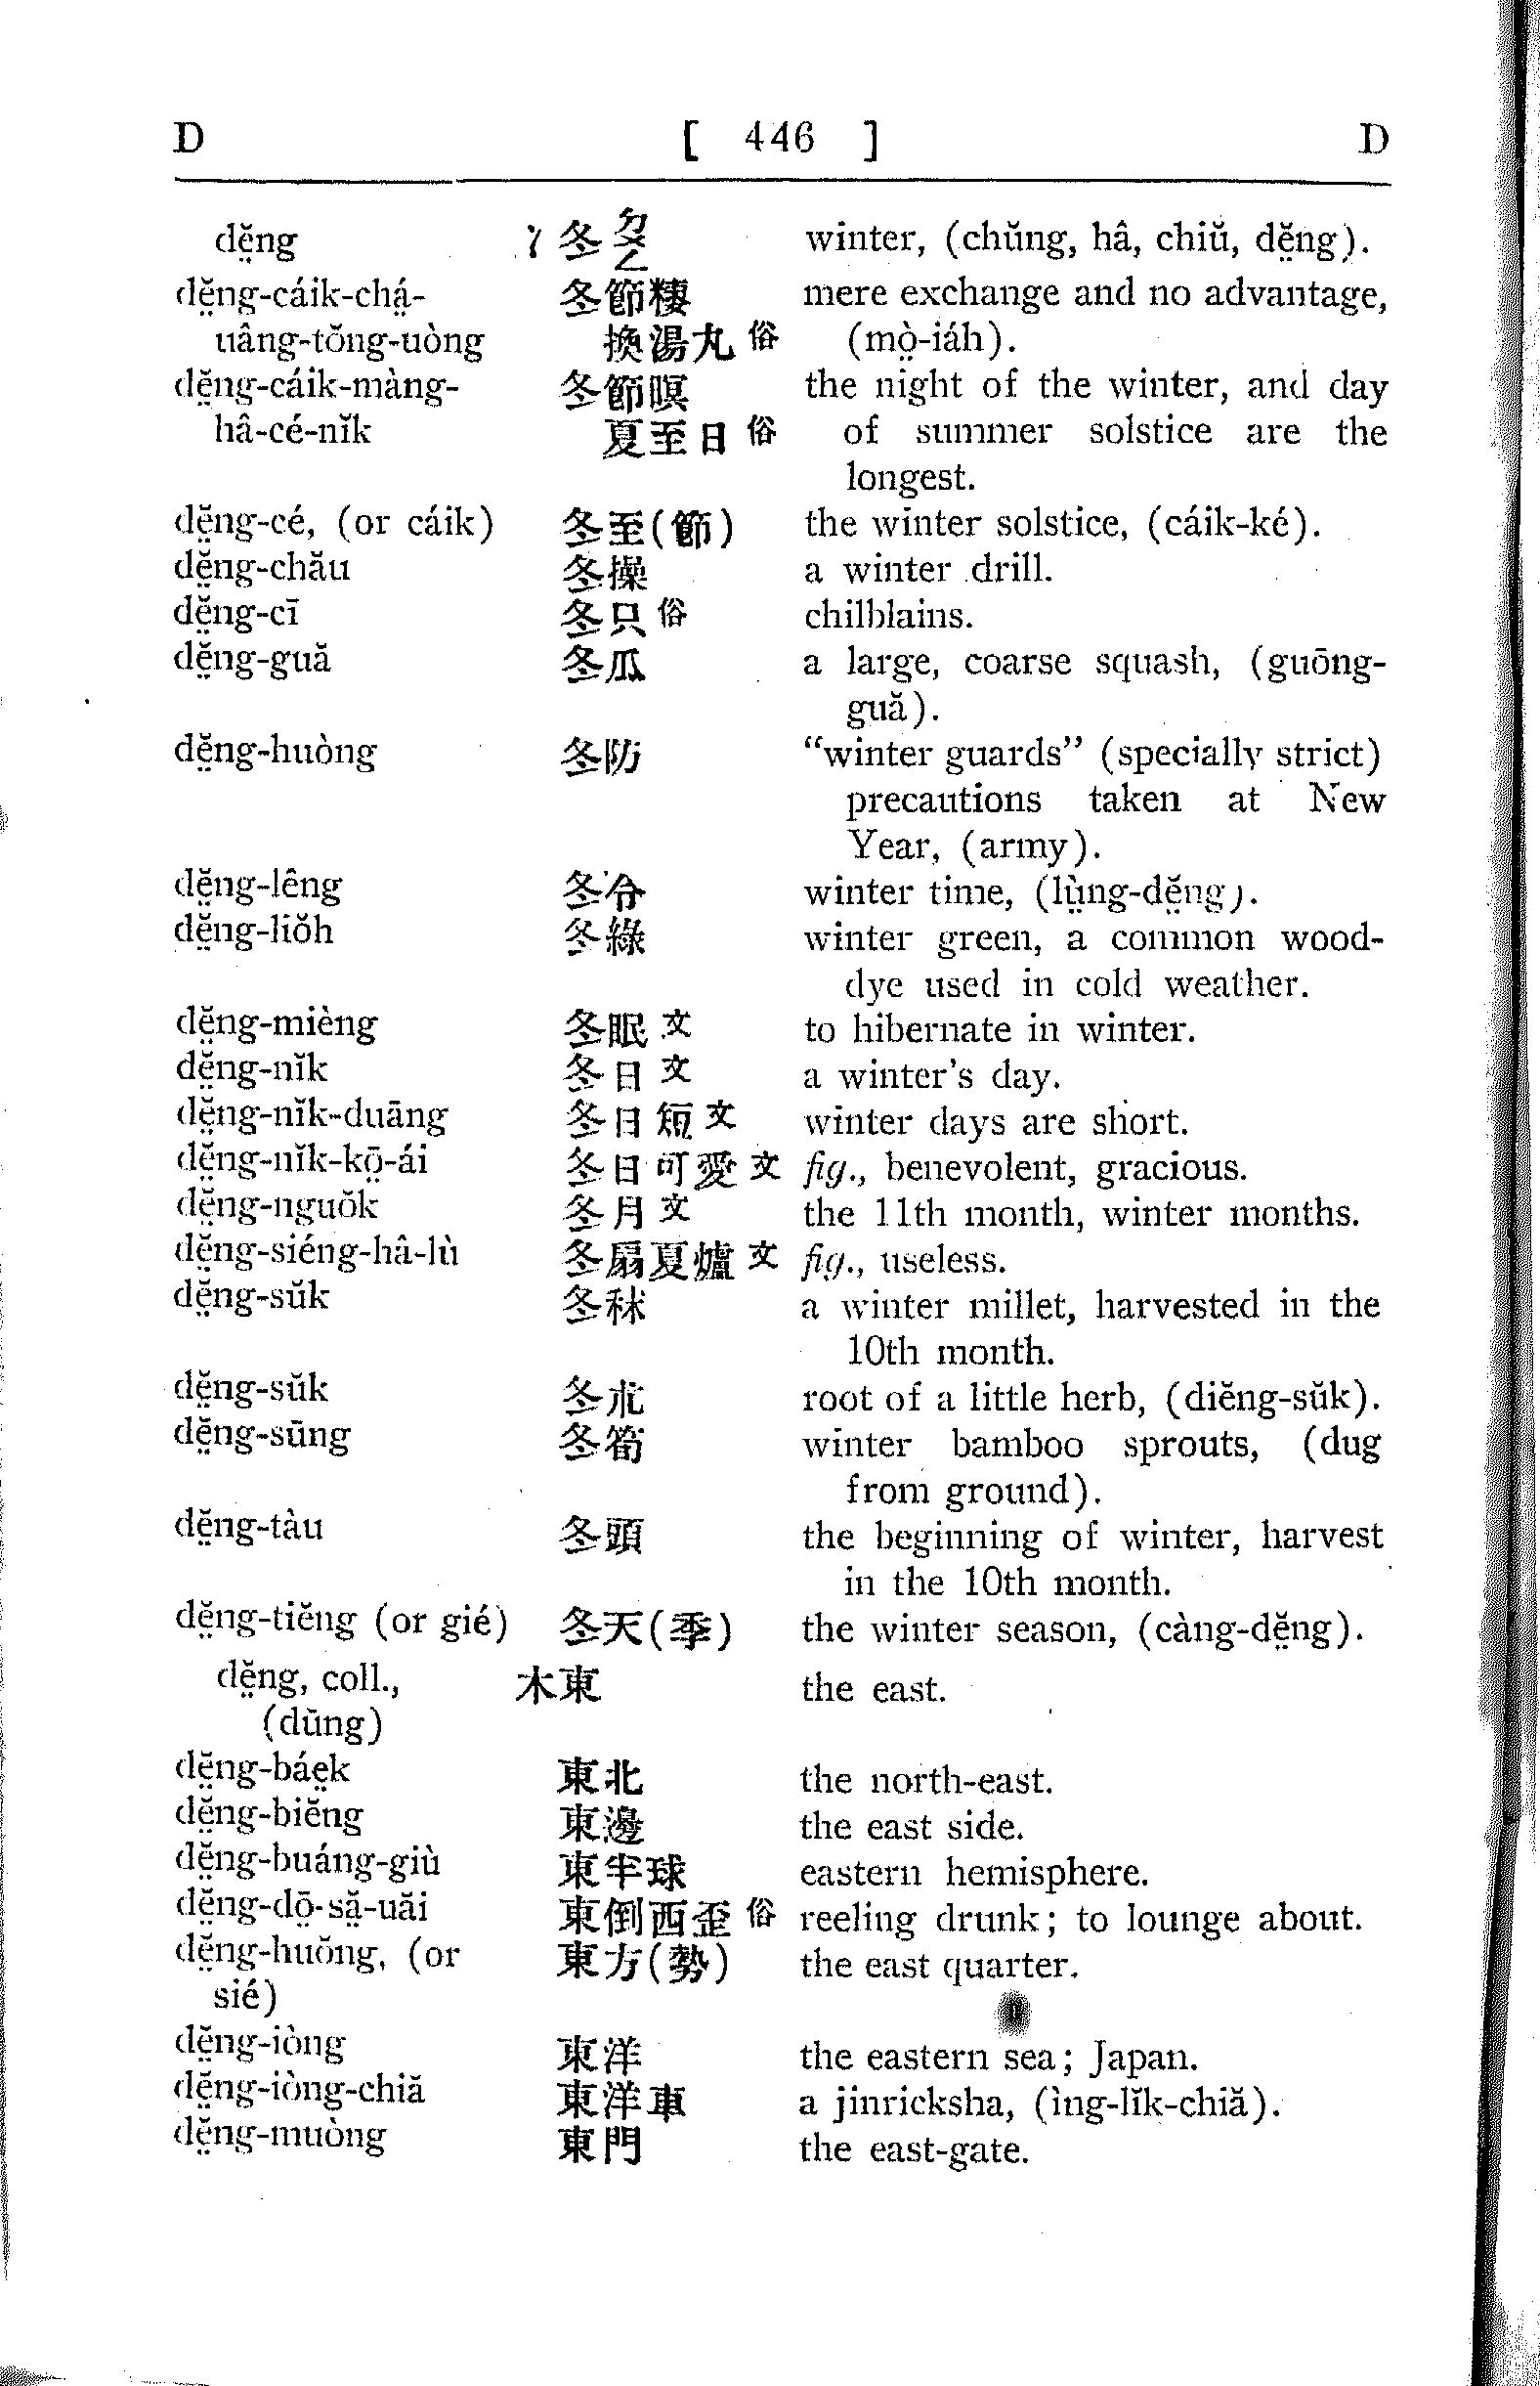 D [ 446 ] D
dĕ̤ng 冫冬ㄉㄨㄥ winter, (chŭng, hâ, chiŭ, dĕ̤ng).
dĕ̤ng-cáik-chá̤- 冬節𥻵 mere exchange and no advantage,
uâng-tŏng-uòng 換湯丸俗 (mò̤-iáh).
dĕ̤ng-cáik-màng- 冬節暝 the night of the winter, and day
hâ-cé-nĭk 夏至日俗 of summer solstice are the
longest.
dĕ̤ng-cé, (or cáik) 冬至(節) the winter solstice, (cáik-ké).
dĕ̤ng-chău 冬操 a winter drill.
dĕ̤ng-cī 冬只俗 chilblains.
dĕ̤ng-guă 冬瓜 a large, coarse squash, (guōng-
guă).
dĕ̤ng-huòng 冬防 “winter guards” (specially strict)
precautions taken at New
Year, (army).
dĕ̤ng-lêng 冬令 winter time, (lṳ̀ng-dĕ̤ng).
dĕ̤ng-liŏh 冬綠 winter green, a common wood-
dye used in cold weather.
dĕ̤ng-mièng 冬眠文 to hibernate in winter.
dĕ̤ng-nĭk 冬日文 a winter's day.
dĕ̤ng-nĭk-duāng 冬日短文 winter days are short.
dĕ̤ng-nĭk-kō̤-ái 冬日可愛文 fig., benevolent, gracious.
dĕ̤ng-nguŏk 冬月文 the 11th month, winter months.
dĕ̤ng-siéng-hâ-lù 冬扇夏爐文 fig., useless.
dĕ̤ng-sŭk 冬秫 a winter millet, harvested in the
10th month.
dĕ̤ng-sŭk 冬朮 root of a little herb, (diĕng-sŭk).
dĕ̤ng-sūng 冬筍 winter bamboo sprouts, (dug
from ground).
dĕ̤ng-tàu 冬頭 the beginning of winter, harvest
in the 10th month.
dĕ̤ng-tiĕng (or gié) 冬天(季) the winter season, (càng-dĕ̤ng).
dĕ̤ng, coll., 木東 the east.
(dŭng)
dĕ̤ng-báe̤k 東北 the north-east.
dĕ̤ng-biĕng 東邊 the east side.
dĕ̤ng-buáng-giù 東半球 eastern hemisphere.
dĕ̤ng-dō̤-să̤-uăi 東倒西歪俗 reeling drunk; to lounge about.
dĕ̤ng-huŏng, (or 東方(勢) the east quarter.
sié)
dĕ̤ng-iòng 東洋 the eastern sea; Japan.
dĕ̤ng-iòng-chiă 東洋車 a jinricksha, (ìng-lĭk-chiă).
dĕ̤ng-muòng 東門 the east-gate.